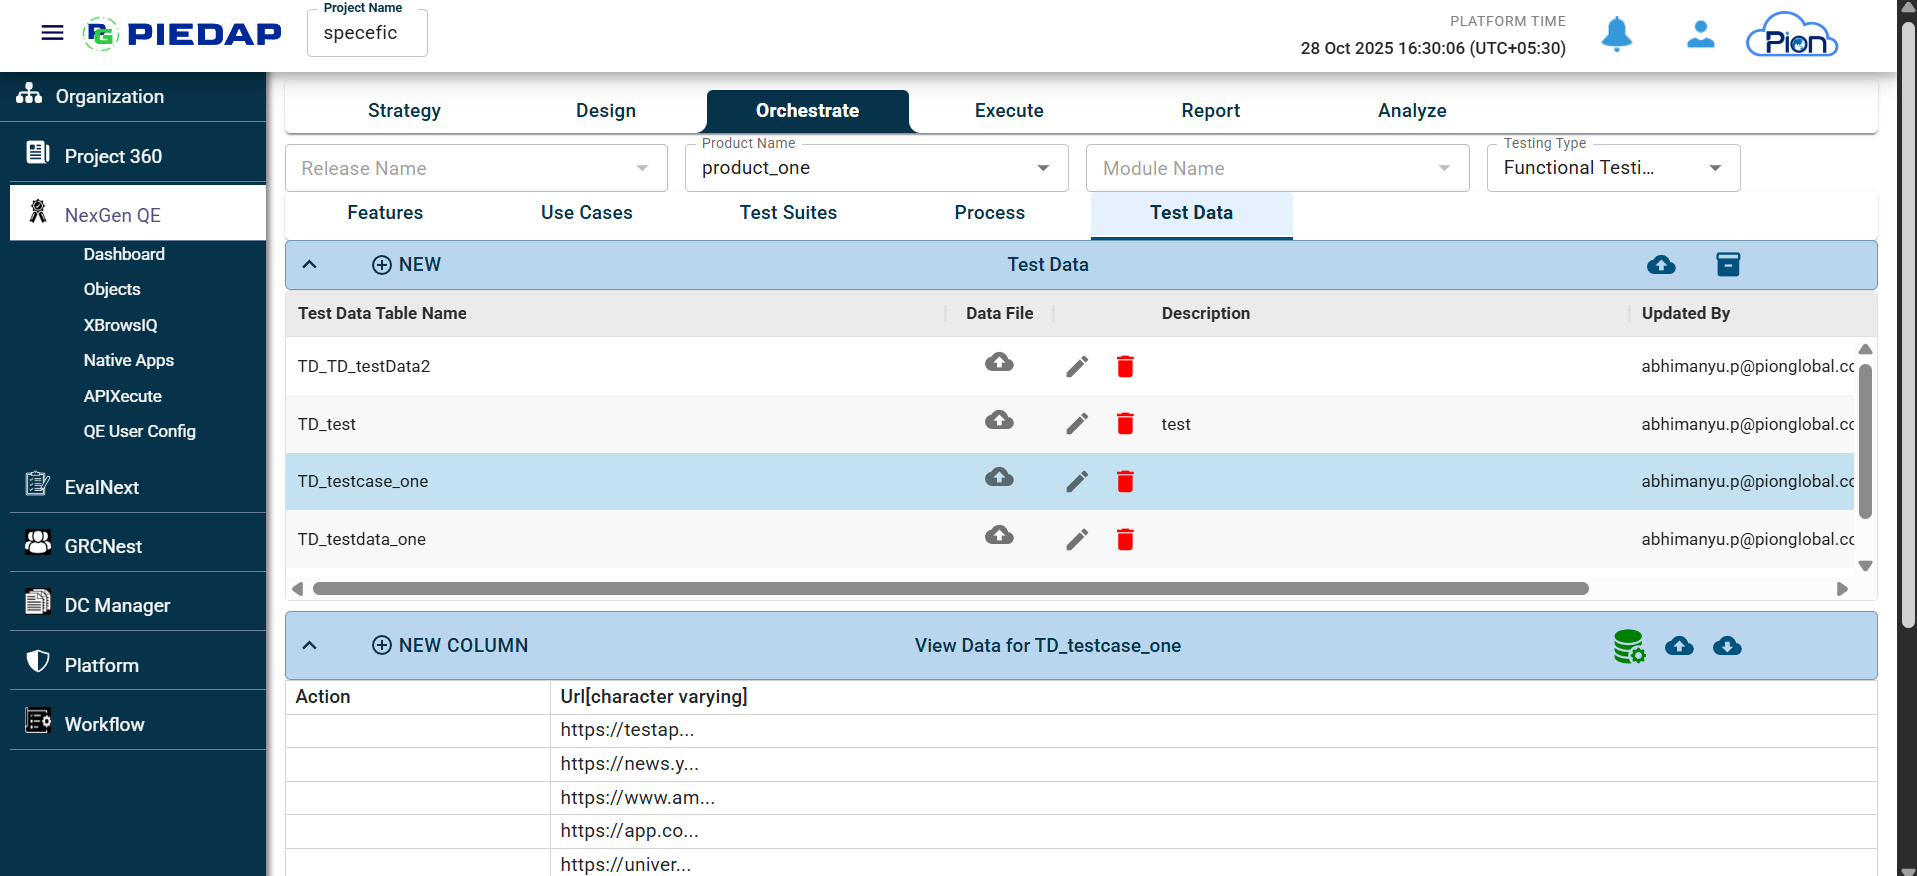 PG PIEDAP
Project Name
specefic
PLATFORM TIME
28 Oct 2025 16:30:06 (UTC+05:30)
Pion
Organization
Project 360
NexGen QE
Dashboard
Objects
XBrowsIQ
Native Apps
APIXecute
QE User Config
EvalNext
GRCNest
DC Manager
Platform
Workflow
Strategy Design Orchestrate Execute Report Analyze
Release Name
Product Name
product_one
Module Name
Testing Type
Functional Testi...
Features Use Cases Test Suites Process Test Data
NEW Test Data
Test Data Table Name Data File Description Updated By
TD_TD_testData2 abhimanyu.p@pionglobal.cc
TD_test test abhimanyu.p@pionglobal.cc
TD_testcase_one abhimanyu.p@pionglobal.cc
TD_testdata_one abhimanyu.p@pionglobal.cc
NEW COLUMN View Data for TD_testcase_one
Action Url[character varying]
https://testap...
https://news.y...
https://www.am...
https://app.co...
https://univer...